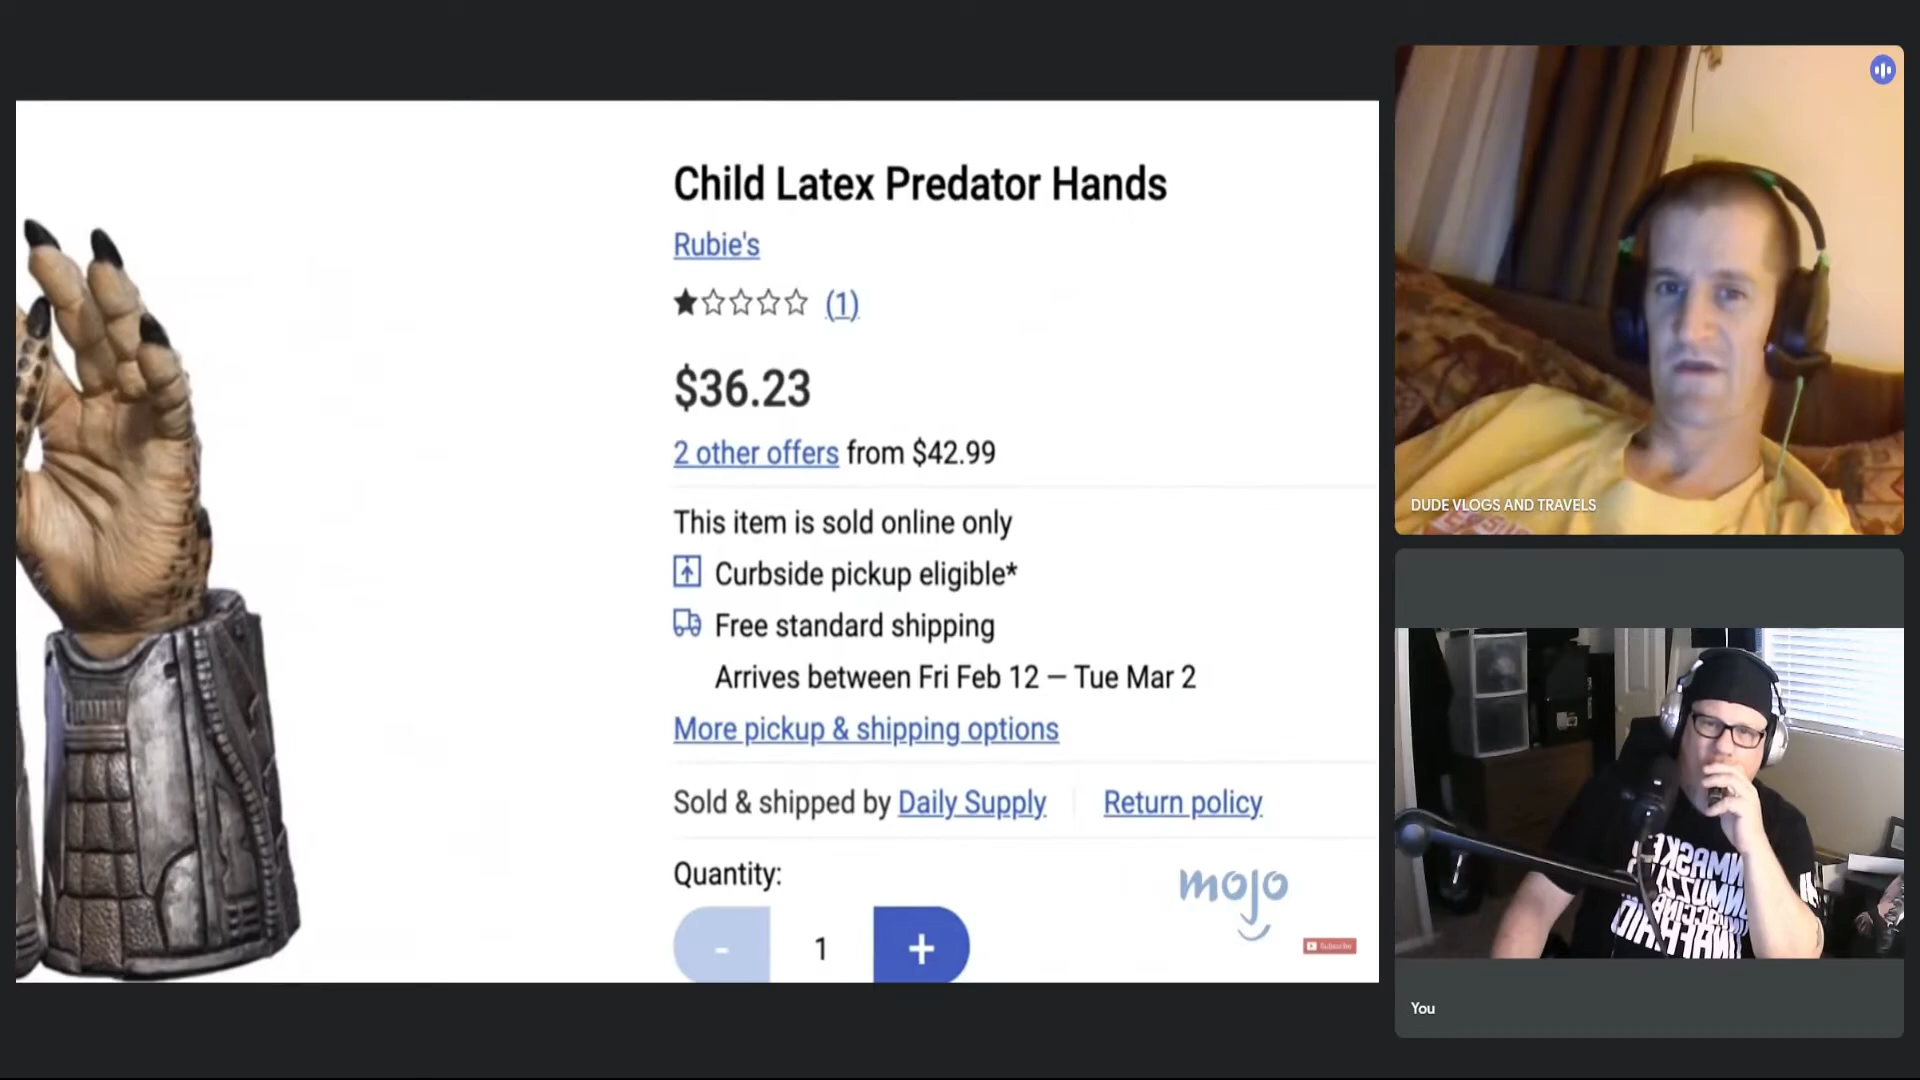 Child Latex Predator Hands
Rubie's
(1)
$36.23
2 other offers from $42.99
This item is sold online only
Curbside pickup eligible*
Free standard shipping
Arrives between Fri Feb 12 — Tue Mar 2
More pickup & shipping options
Sold & shipped by Daily Supply
Return policy
Quantity:
- 1 +
mojo
Subscribe
DUDE VLOGS AND TRAVELS
You